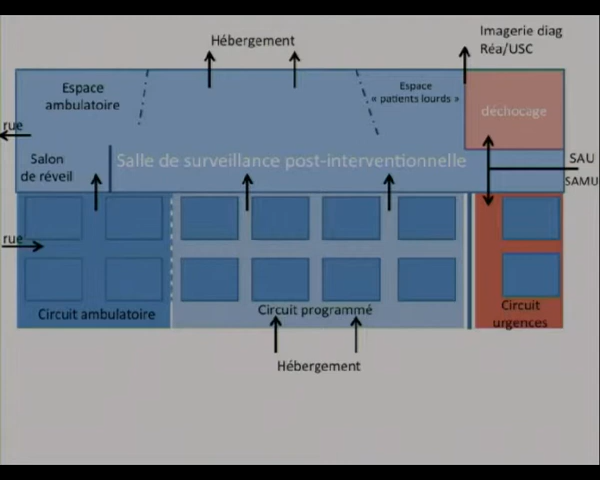 Imagerie diag
Réa/USC
Hébergement
Espace
ambulatoire
Espace
« patients lourds »
déchocage
rue
Salon
de réveil
Salle de surveillance post-interventionnelle
SAU
SAMU
rue
Circuit ambulatoire
Circuit programmé
Circuit
urgences
Hébergement